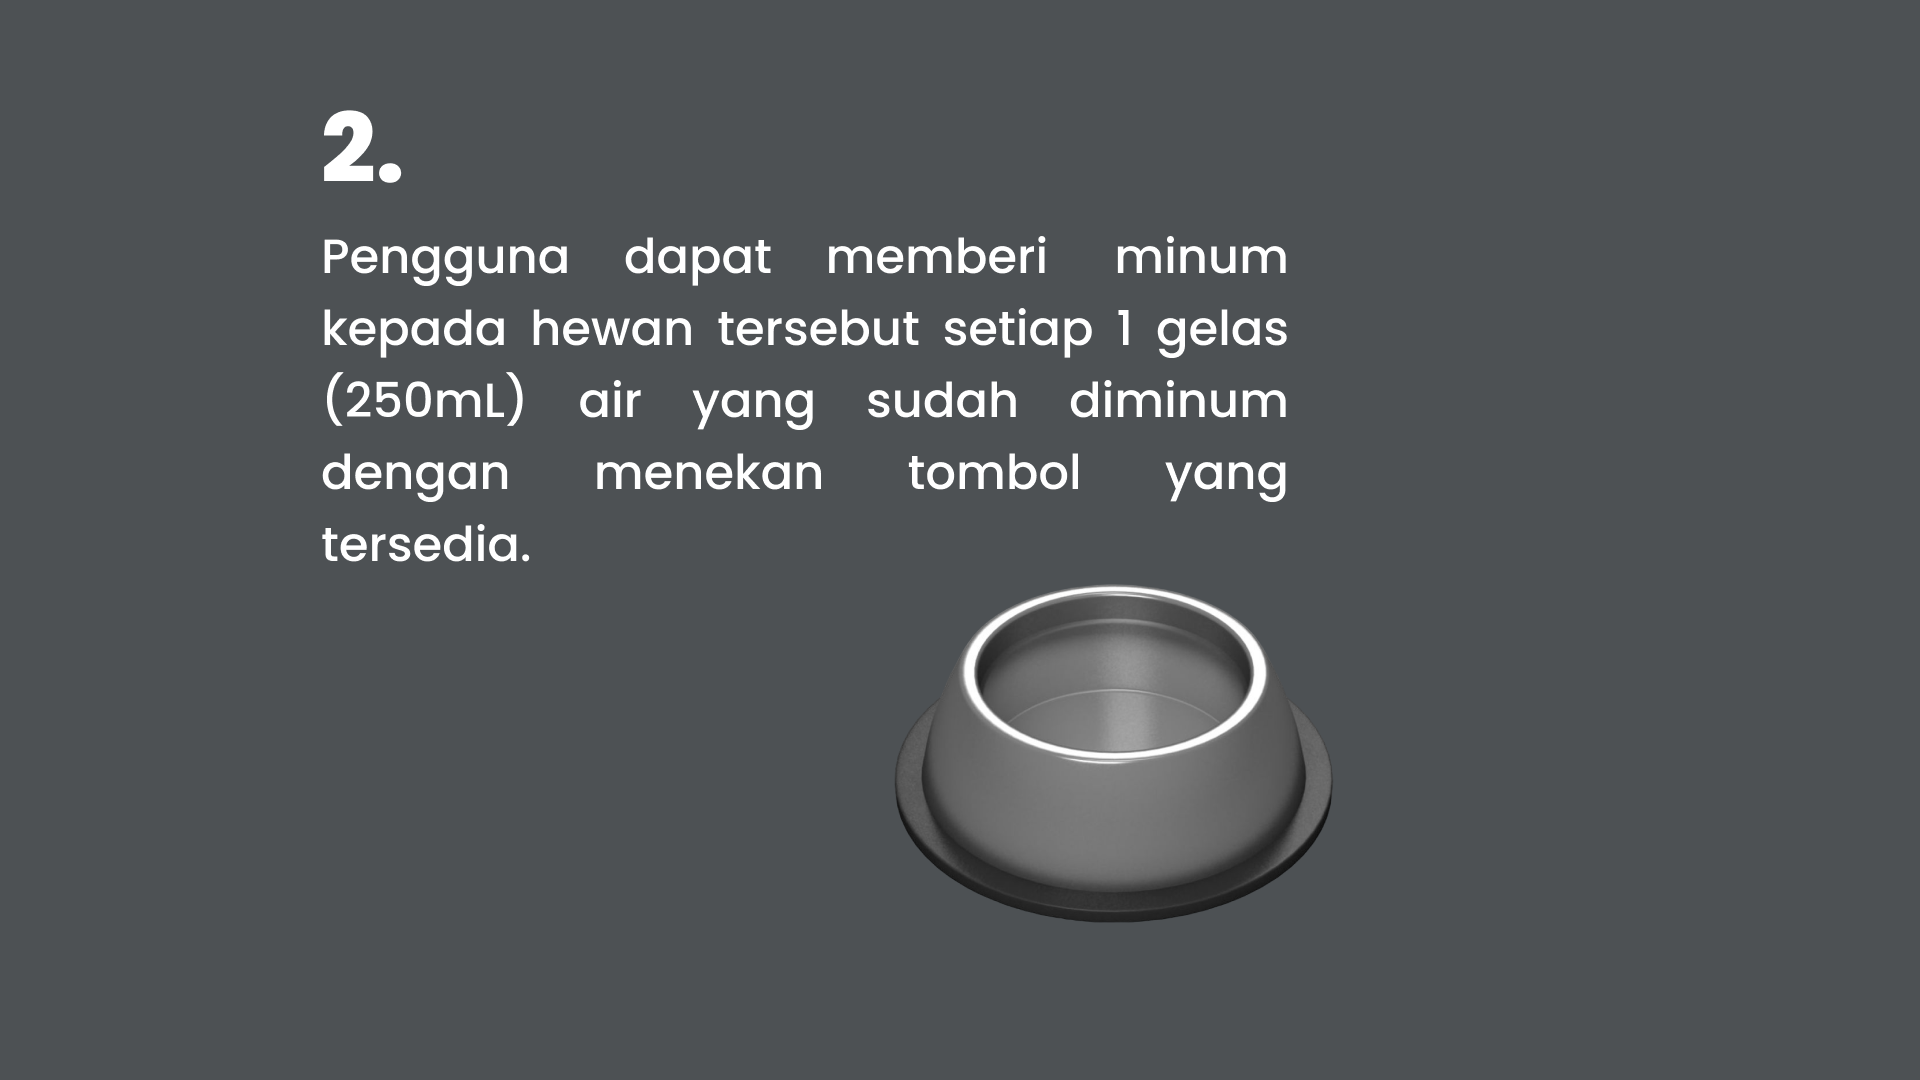 2.
Pengguna dapat memberi minum
kepada hewan tersebut setiap 1 gelas
(250mL) air yang sudah diminum
dengan menekan tombol yang
tersedia.